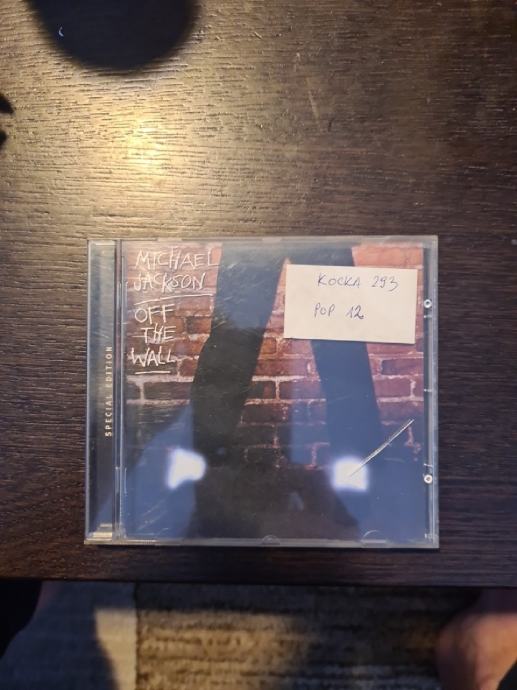 MICHAEL
JACKSON
OFF
THE
WALL
KOCKA 293
POP 12
SPECIAL EDITION